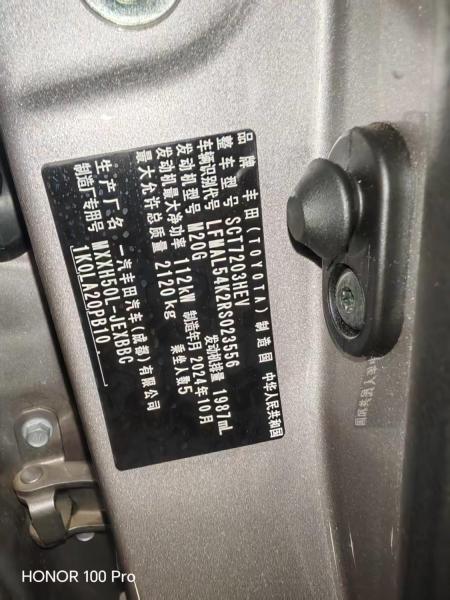 品牌 丰田(TOYOTA) 制造国 中华人民共和国
整车型号 SCT7203HEV
车辆识别代号 LFMAL54K2RS023556
发动机型号 M20G 发动机排量 1987mL
发动机最大净功率 112kW 制造年月 2024年10月
最大允许总质量 2120kg 乘坐人数 5
生产厂名 一汽丰田汽车(成都)有限公司
制造厂专用号 MXXH50L-JEXBBG
1K0/LA20PB10
HONOR 100 Pro